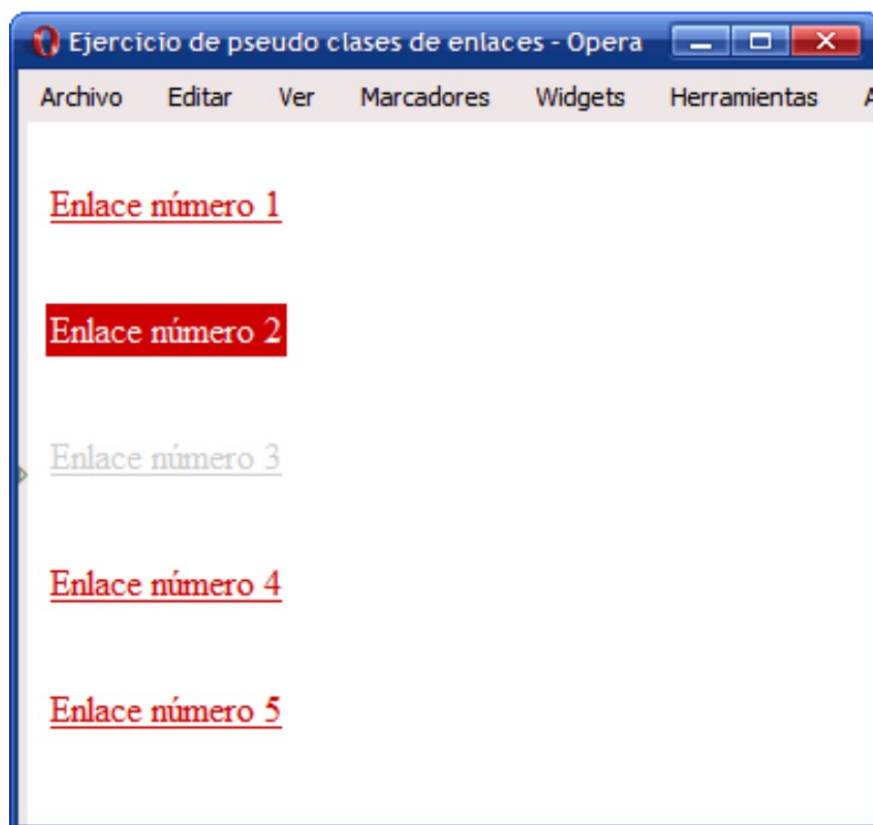 Ejercicio de pseudo clases de enlaces - Opera
Archivo Editar Ver Marcadores Widgets Herramientas A
Enlace número 1
Enlace número 2
Enlace número 3
Enlace número 4
Enlace número 5